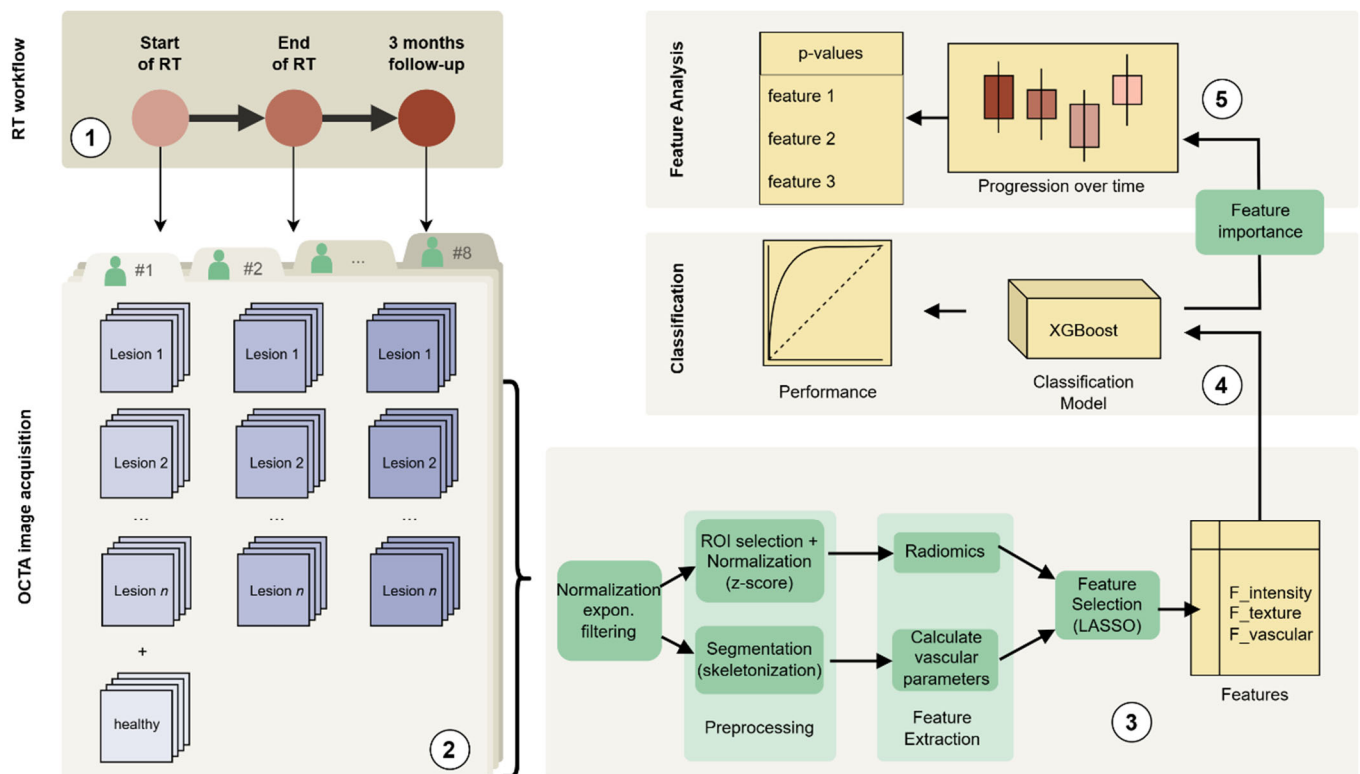 RT workflow
Start
of RT
End
of RT
3 months
follow-up
1
OCTA image acquisition
#1
#2
...
#8
Lesion 1
Lesion 1
Lesion 1
Lesion 2
Lesion 2
Lesion 2
...
...
...
Lesion n
Lesion n
Lesion n
+
healthy
2
Normalization
expon.
filtering
ROI selection +
Normalization
(z-score)
Segmentation
(skeletonization)
Preprocessing
Radiomics
Calculate
vascular
parameters
Feature
Extraction
Feature
Selection
(LASSO)
F_intensity
F_texture
F_vascular
Features
3
Classification
Performance
XGBoost
Classification
Model
4
Feature
importance
Feature Analysis
p-values
feature 1
feature 2
feature 3
Progression over time
5